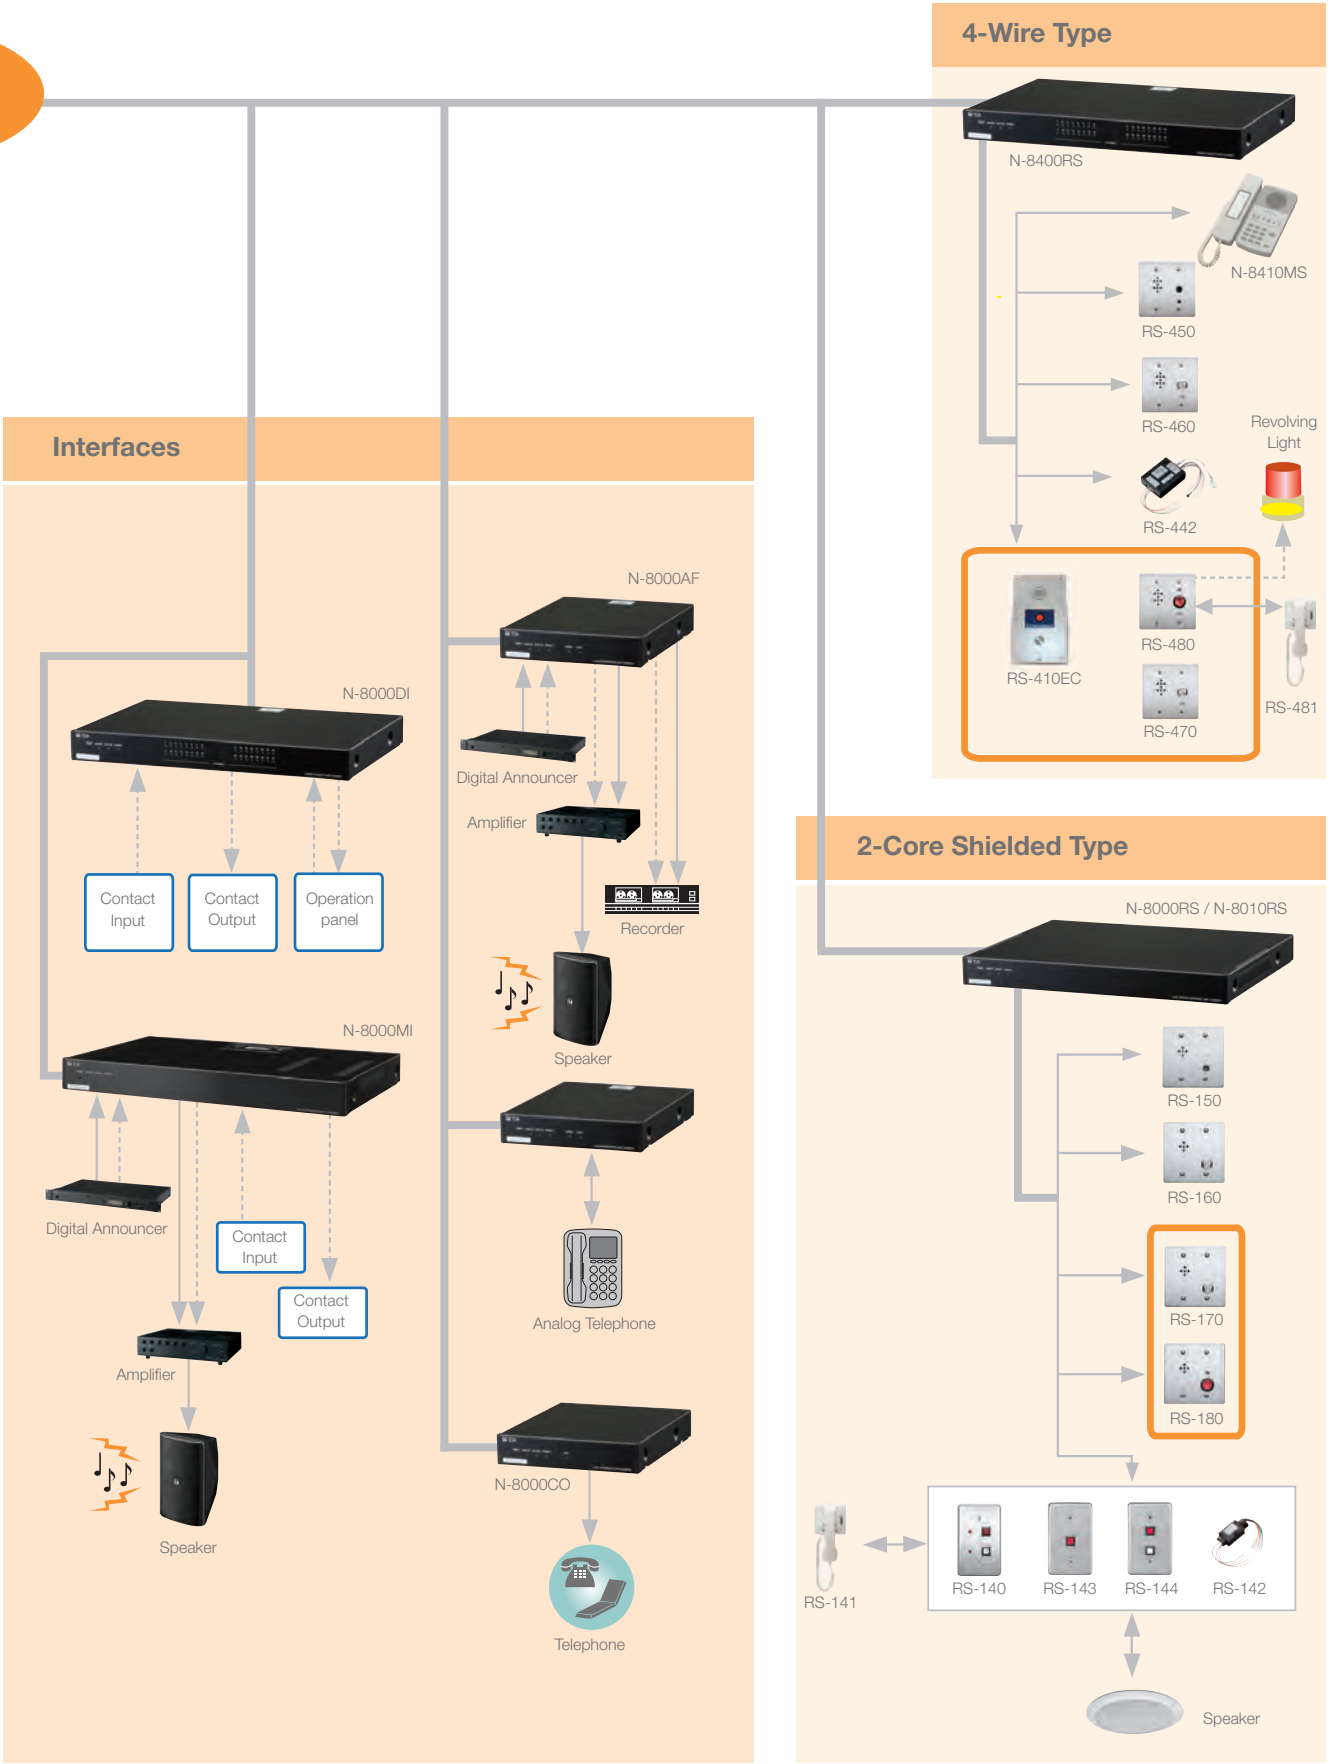 4-Wire Type
N-8400RS
N-8410MS
RS-450
RS-460
Revolving
Light
RS-442
RS-410EC
RS-480
RS-470
RS-481
Interfaces
N-8000AF
N-8000DI
Digital Announcer
Amplifier
Recorder
Speaker
Contact
Input
Contact
Output
Operation
panel
N-8000MI
Digital Announcer
Contact
Input
Contact
Output
Amplifier
Speaker
Analog Telephone
N-8000CO
Telephone
2-Core Shielded Type
N-8000RS / N-8010RS
RS-150
RS-160
RS-170
RS-180
RS-141
RS-140
RS-143
RS-144
RS-142
Speaker